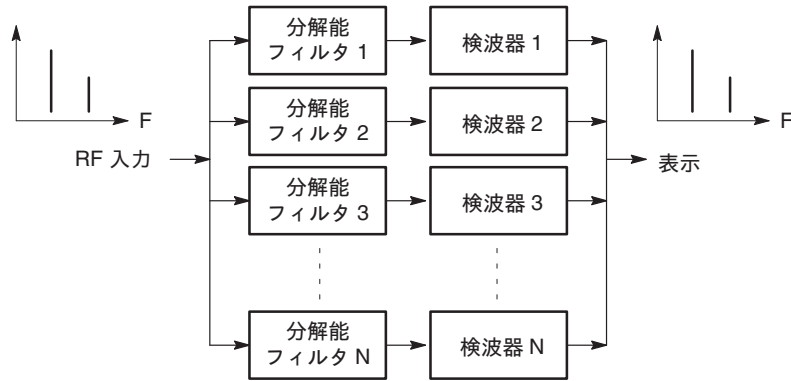 分解能
フィルタ 1
検波器 1
F
F
分解能
フィルタ 2
検波器 2
RF 入力
表示
分解能
フィルタ 3
検波器 3
分解能
フィルタ N
検波器 N